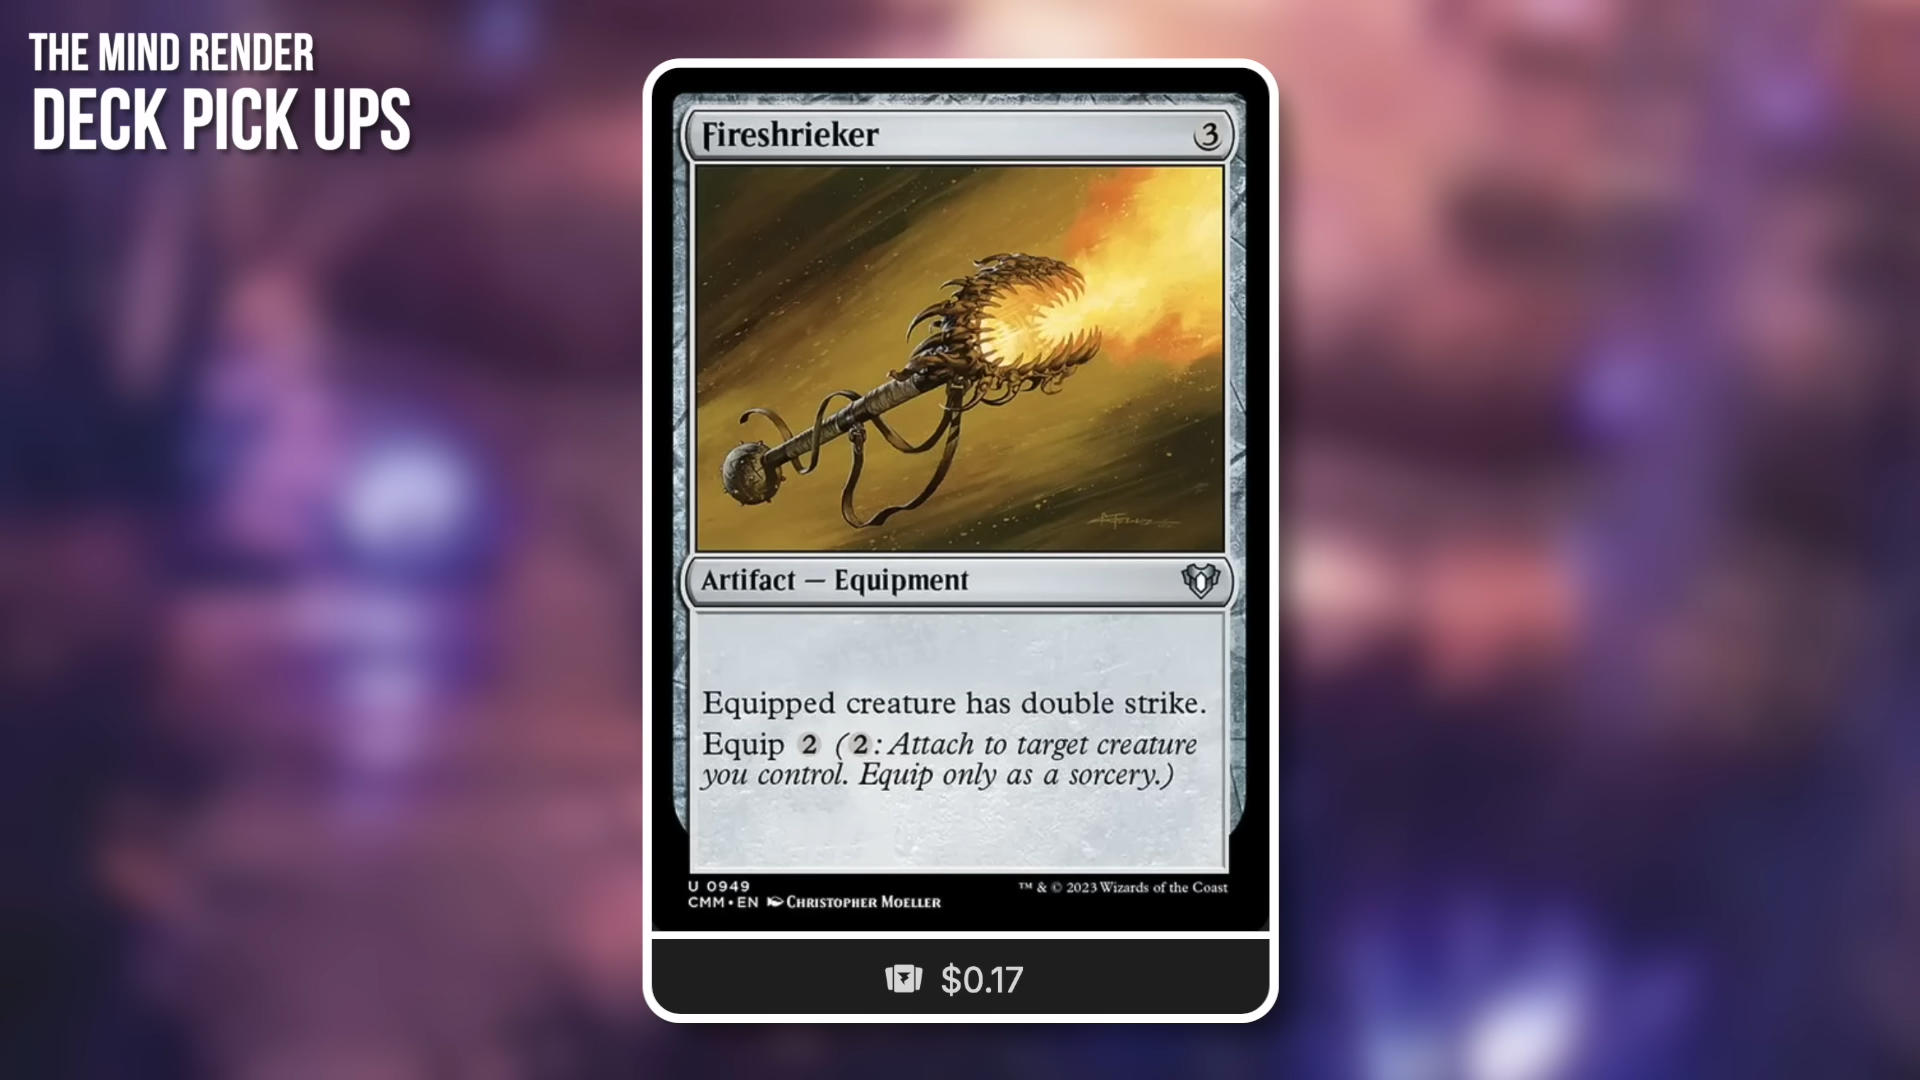 THE MIND RENDER
DECK PICK UPS
Fireshrieker 3
Artifact — Equipment
Equipped creature has double strike.
Equip 2 (2: Attach to target creature
you control. Equip only as a sorcery.)
U 0949
CMM • EN Christopher Moeller
™ & © 2023 Wizards of the Coast
$0.17